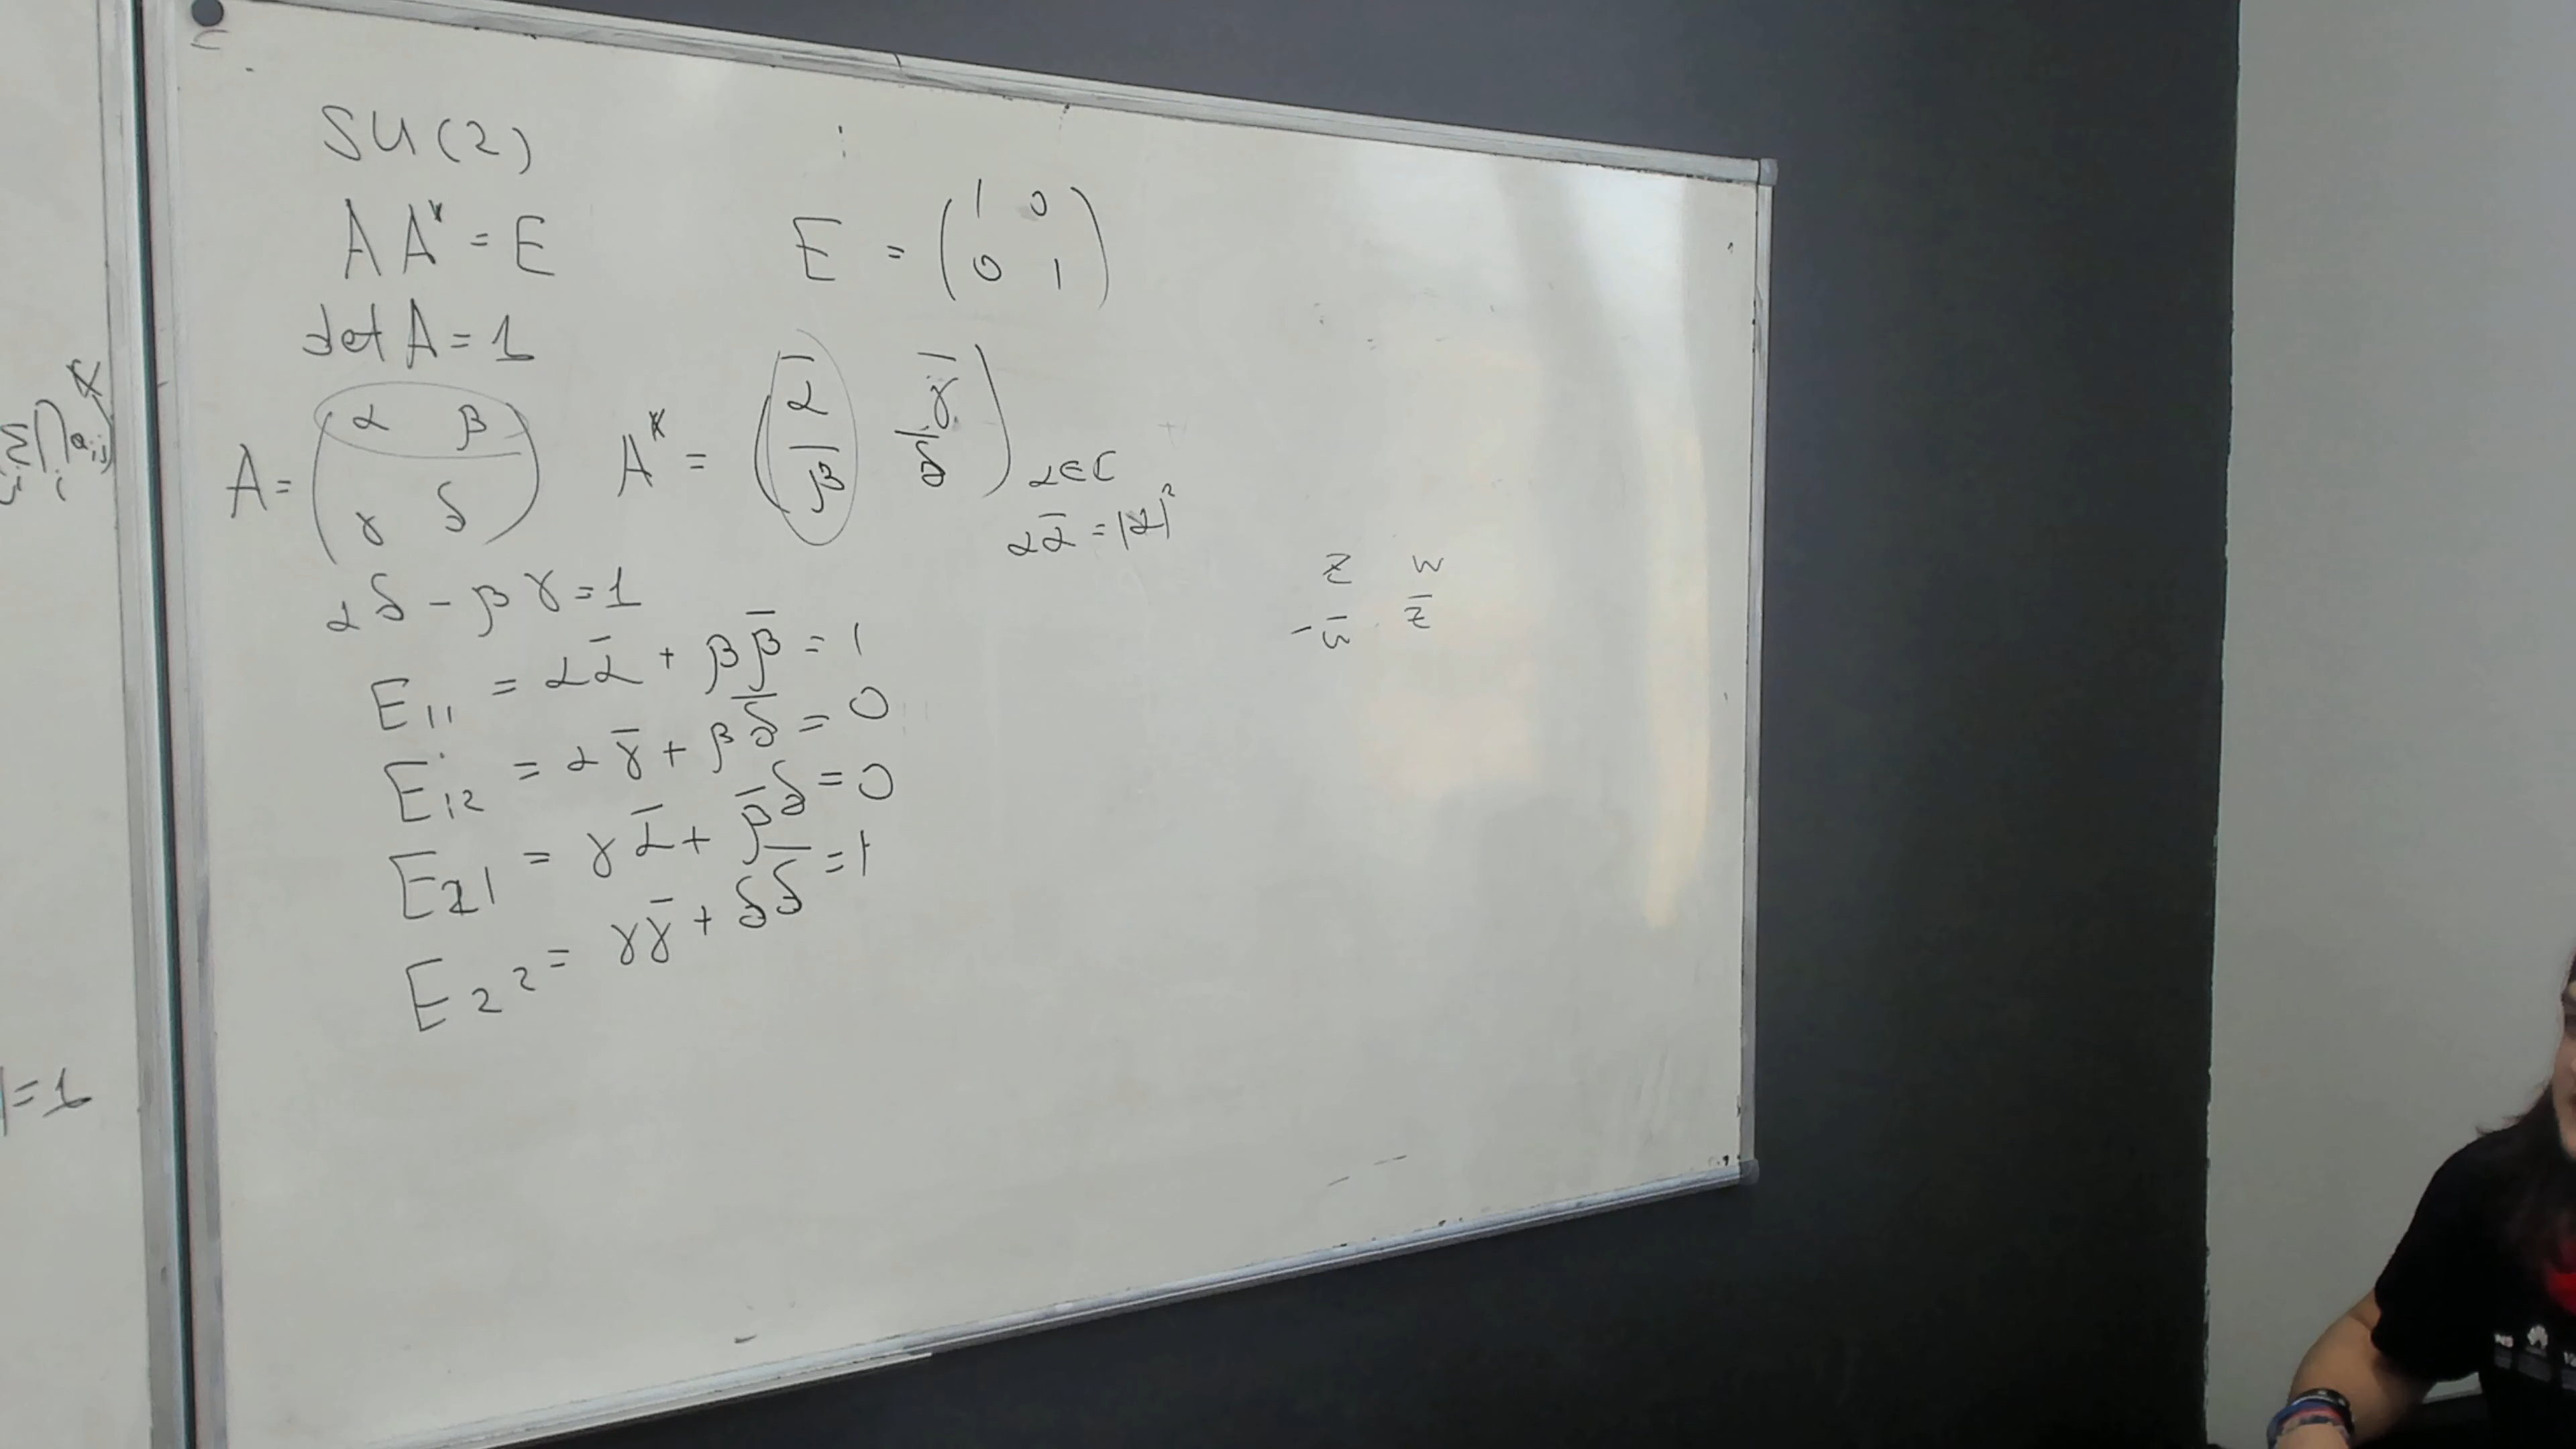 SU(2)
A A* = E
E = (1 0
0 1)
det A = 1
A = (α β
γ δ)
A* = (ᾱ γ̄
β̄ δ̄)
α ∈ C
αᾱ = |α|²
αδ - βγ = 1
E₁₁ = αᾱ + ββ̄ = 1
E₁₂ = αγ̄ + βδ̄ = 0
E₂₁ = γᾱ + β̄δ = 0
E₂₂ = γγ̄ + δδ̄ = 1
z w
-w̄ z̄
= 1